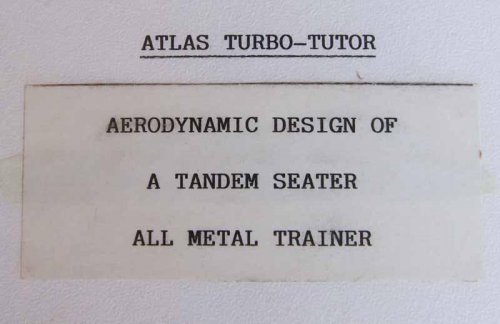 ATLAS TURBO-TUTOR
AERODYNAMIC DESIGN OF
A TANDEM SEATER
ALL METAL TRAINER